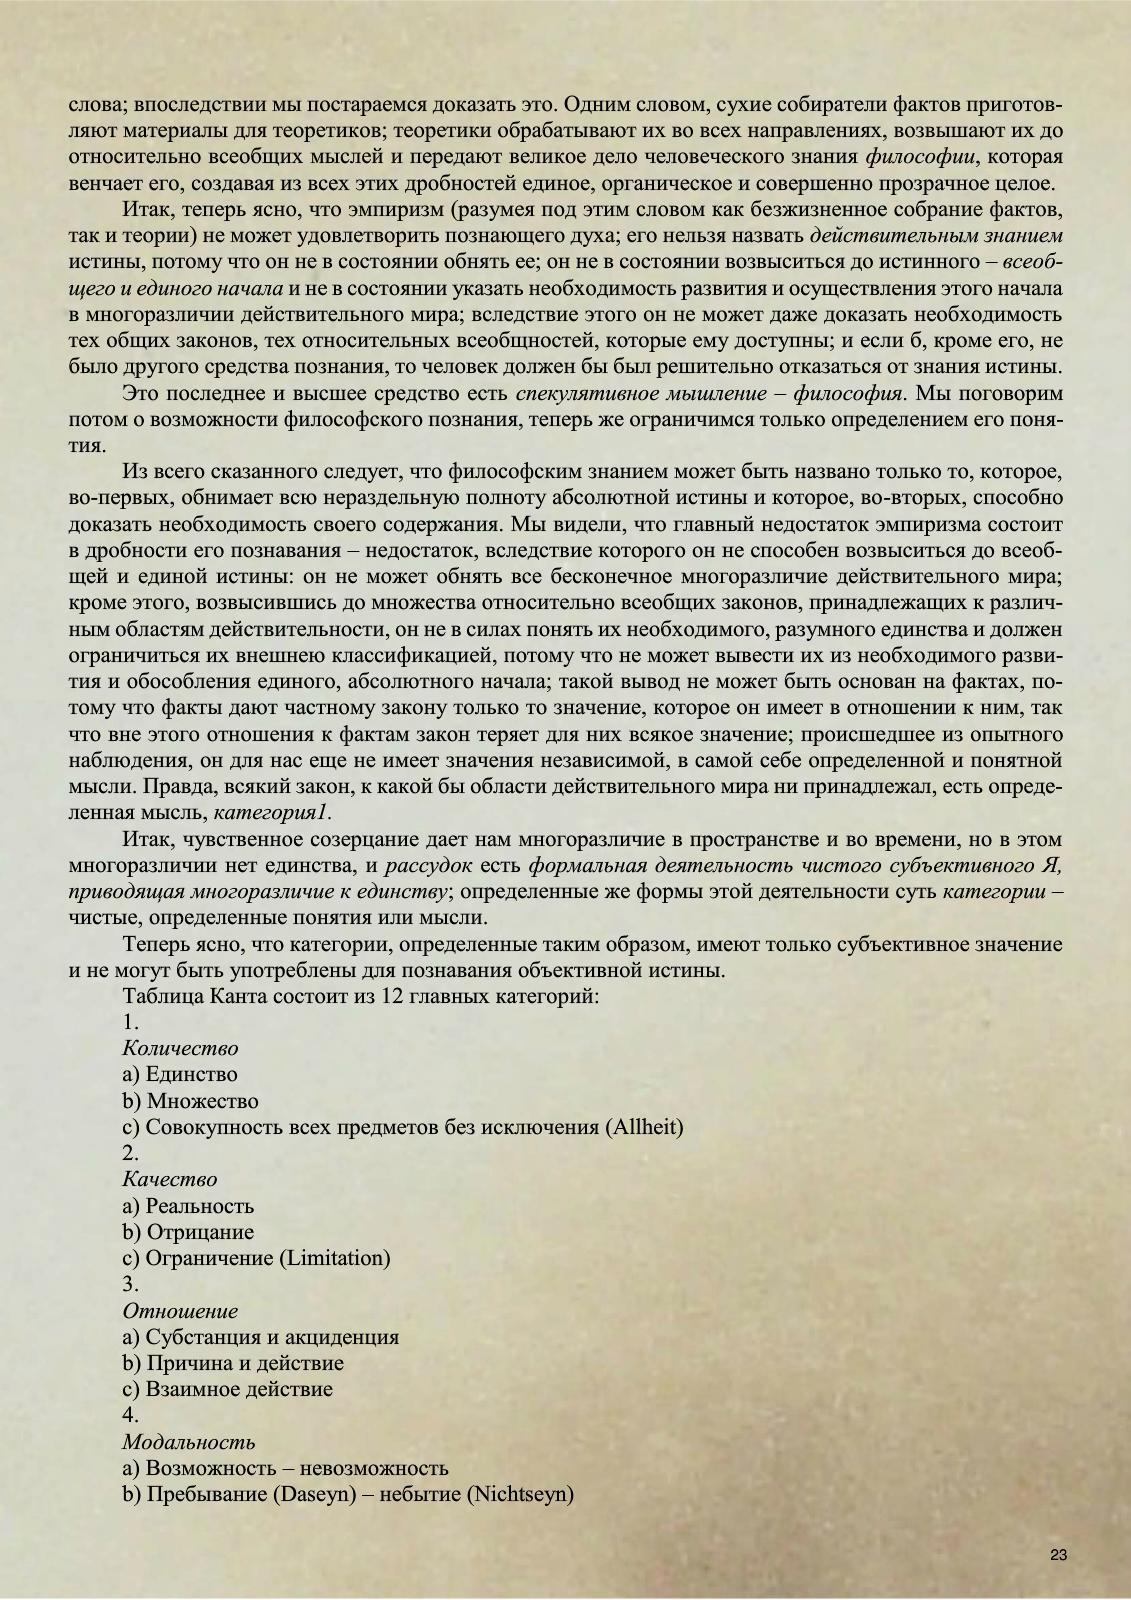 слова; впоследствии мы постараемся доказать это. Одним словом, сухие собиратели фактов приготов-
ляют материалы для теоретиков; теоретики обрабатывают их во всех направлениях, возвышают их до
относительно всеобщих мыслей и передают великое дело человеческого знания философии, которая
венчает его, создавая из всех этих дробностей единое, органическое и совершенно прозрачное целое.
Итак, теперь ясно, что эмпиризм (разумея под этим словом как безжизненное собрание фактов,
так и теории) не может удовлетворить познающего духа; его нельзя назвать действительным знанием
истины, потому что он не в состоянии обнять ее; он не в состоянии возвыситься до истинного – всеоб-
щего и единого начала и не в состоянии указать необходимость развития и осуществления этого начала
в многоразличии действительного мира; вследствие этого он не может даже доказать необходимость
тех общих законов, тех относительных всеобщностей, которые ему доступны; и если б, кроме его, не
было другого средства познания, то человек должен бы был решительно отказаться от знания истины.
Это последнее и высшее средство есть спекулятивное мышление – философия. Мы поговорим
потом о возможности философского познания, теперь же ограничимся только определением его поня-
тия.
Из всего сказанного следует, что философским знанием может быть названо только то, которое,
во-первых, обнимает всю нераздельную полноту абсолютной истины и которое, во-вторых, способно
доказать необходимость своего содержания. Мы видели, что главный недостаток эмпиризма состоит
в дробности его познавания – недостаток, вследствие которого он не способен возвыситься до всеоб-
щей и единой истины: он не может обнять все бесконечное многоразличие действительного мира;
кроме этого, возвысившись до множества относительно всеобщих законов, принадлежащих к различ-
ным областям действительности, он не в силах понять их необходимого, разумного единства и должен
ограничиться их внешнею классификацией, потому что не может вывести их из необходимого разви-
тия и обособления единого, абсолютного начала; такой вывод не может быть основан на фактах, по-
тому что факты дают частному закону только то значение, которое он имеет в отношении к ним, так
что вне этого отношения к фактам закон теряет для них всякое значение; происшедшее из опытного
наблюдения, он для нас еще не имеет значения независимой, в самой себе определенной и понятной
мысли. Правда, всякий закон, к какой бы области действительного мира ни принадлежал, есть опреде-
ленная мысль, категория1.
Итак, чувственное созерцание дает нам многоразличие в пространстве и во времени, но в этом
многоразличии нет единства, и рассудок есть формальная деятельность чистого субъективного Я,
приводящая многоразличие к единству; определенные же формы этой деятельности суть категории –
чистые, определенные понятия или мысли.
Теперь ясно, что категории, определенные таким образом, имеют только субъективное значение
и не могут быть употреблены для познавания объективной истины.
Таблица Канта состоит из 12 главных категорий:
1.
Количество
a) Единство
b) Множество
c) Совокупность всех предметов без исключения (Allheit)
2.
Качество
a) Реальность
b) Отрицание
c) Ограничение (Limitation)
3.
Отношение
a) Субстанция и акциденция
b) Причина и действие
c) Взаимное действие
4.
Модальность
a) Возможность – невозможность
b) Пребывание (Daseyn) – небытие (Nichtseyn)
23